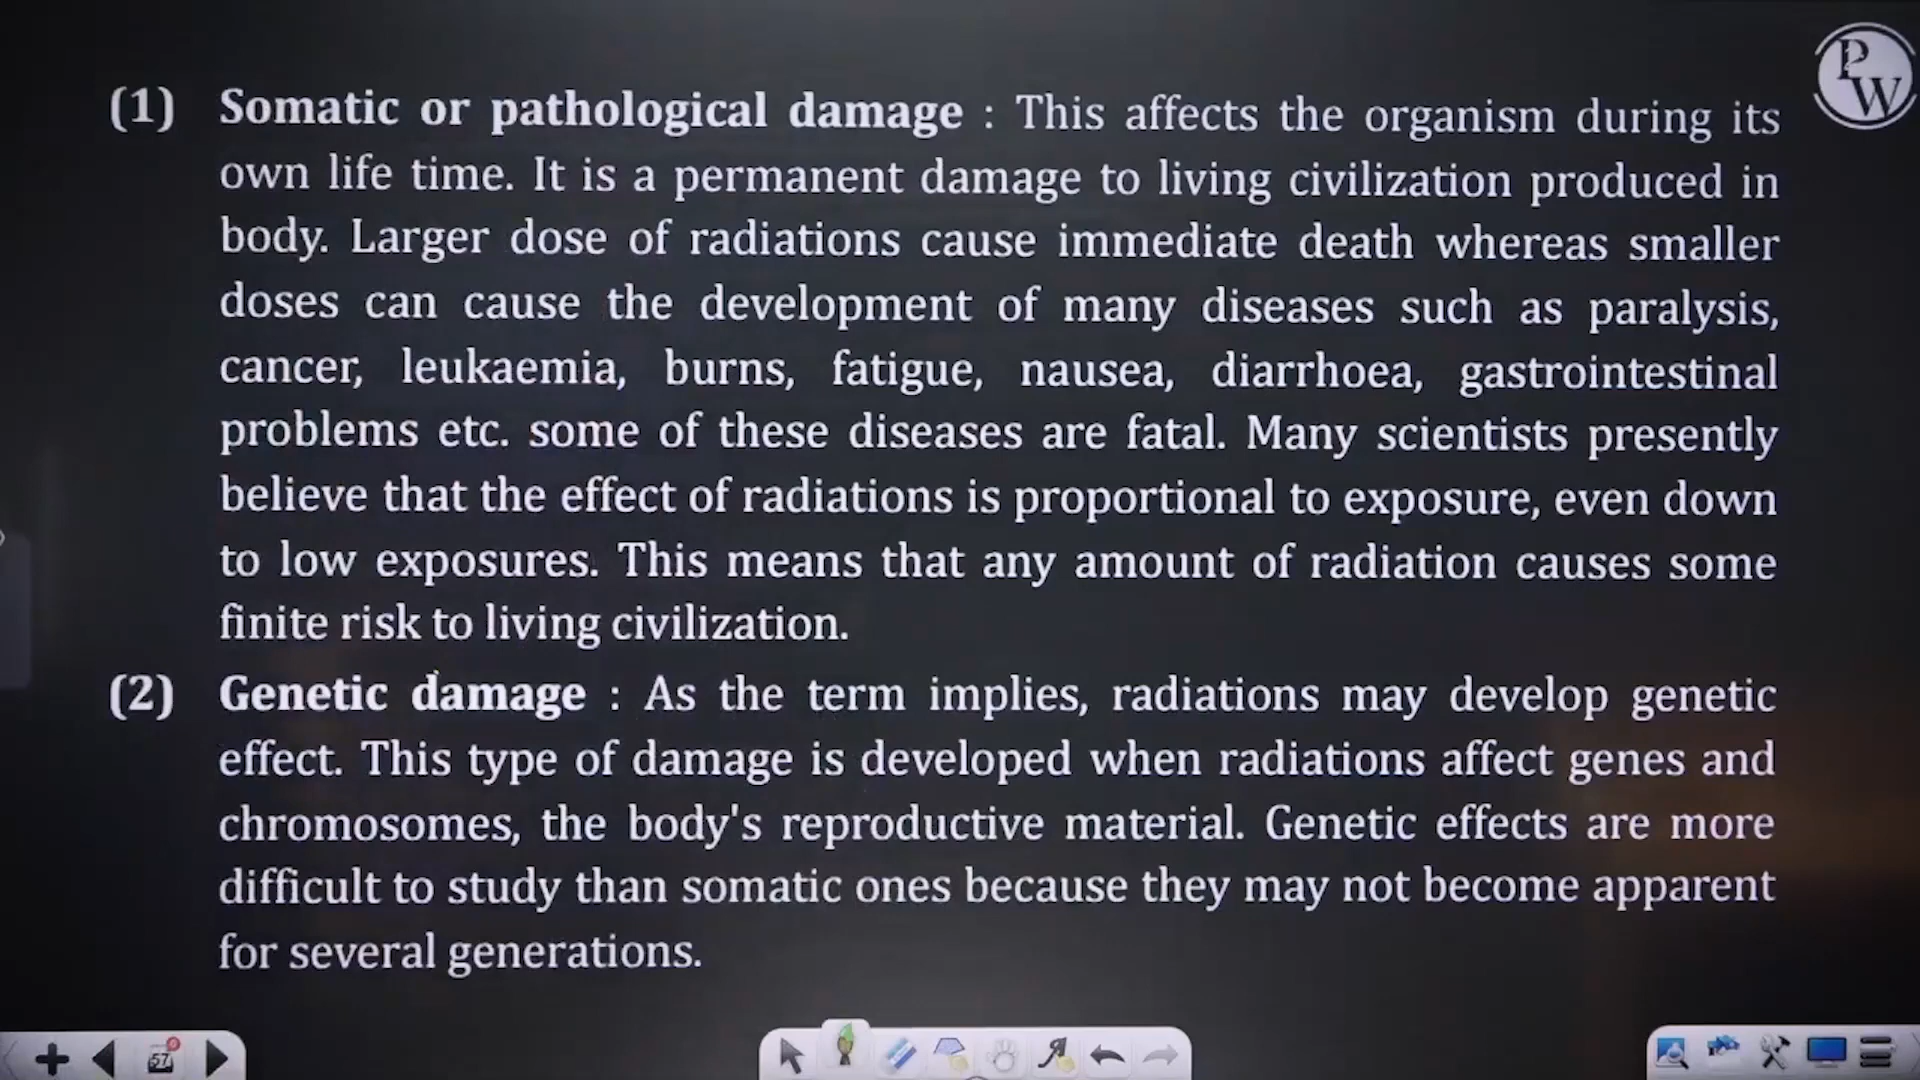 PW
(1) Somatic or pathological damage : This affects the organism during its
own life time. It is a permanent damage to living civilization produced in
body. Larger dose of radiations cause immediate death whereas smaller
doses can cause the development of many diseases such as paralysis,
cancer, leukaemia, burns, fatigue, nausea, diarrhoea, gastrointestinal
problems etc. some of these diseases are fatal. Many scientists presently
believe that the effect of radiations is proportional to exposure, even down
to low exposures. This means that any amount of radiation causes some
finite risk to living civilization.
(2) Genetic damage : As the term implies, radiations may develop genetic
effect. This type of damage is developed when radiations affect genes and
chromosomes, the body's reproductive material. Genetic effects are more
difficult to study than somatic ones because they may not become apparent
for several generations.
57